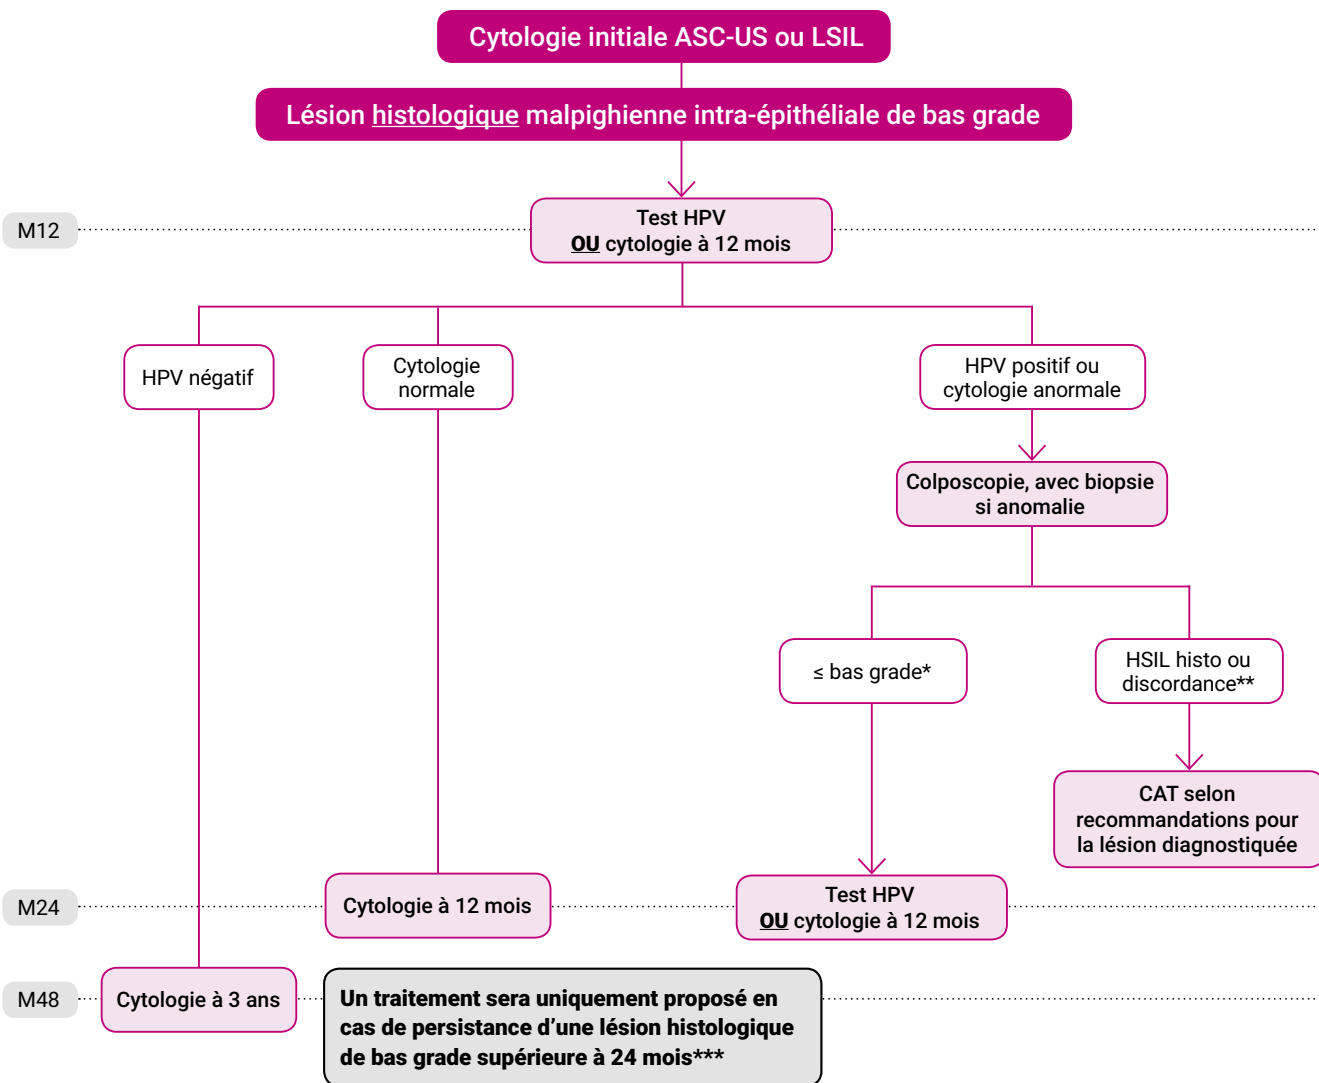 Cytologie initiale ASC-US ou LSIL
Lésion histologique malpighienne intra-épithéliale de bas grade
M12
Test HPV
OU cytologie à 12 mois
HPV négatif
Cytologie
normale
HPV positif ou
cytologie anormale
Colposcopie, avec biopsie
si anomalie
≤ bas grade*
HSIL histo ou
discordance**
CAT selon
recommandations pour
la lésion diagnostiquée
M24
Cytologie à 12 mois
Test HPV
OU cytologie à 12 mois
M48
Cytologie à 3 ans
Un traitement sera uniquement proposé en
cas de persistance d’une lésion histologique
de bas grade supérieure à 24 mois***